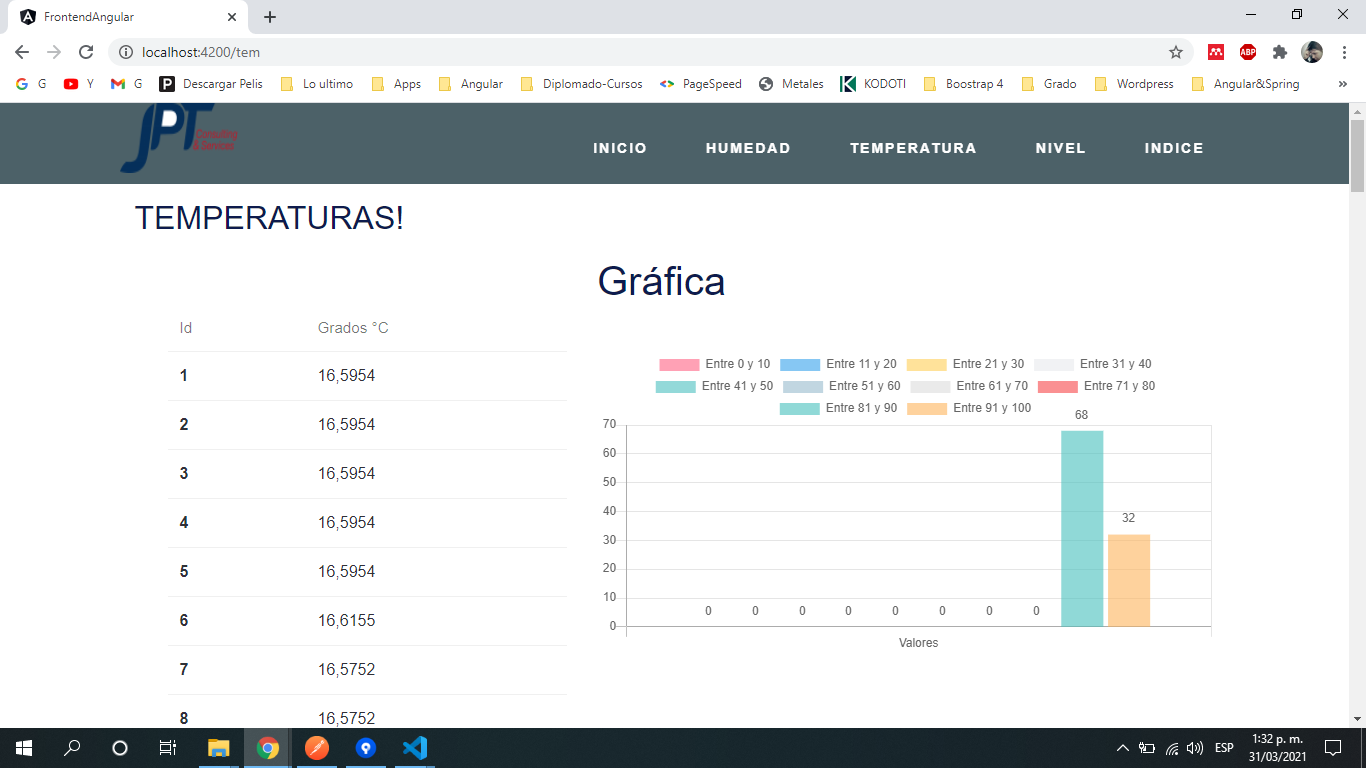 FrontendAngular
localhost:4200/tem
ABP
G Y G Descargar Pelis Lo ultimo Apps Angular Diplomado-Cursos PageSpeed Metales KODOTI Boostrap 4 Grado Wordpress Angular&Spring »
JPT Consulting
& Services
INICIO HUMEDAD TEMPERATURA NIVEL INDICE
TEMPERATURAS!
Gráfica
Id Grados °C
1 16,5954
2 16,5954
3 16,5954
4 16,5954
5 16,5954
6 16,6155
7 16,5752
8 16,5752
Entre 0 y 10 Entre 11 y 20 Entre 21 y 30 Entre 31 y 40
Entre 41 y 50 Entre 51 y 60 Entre 61 y 70 Entre 71 y 80
Entre 81 y 90 Entre 91 y 100
70
60
50
40
30
20
10
0
0 0 0 0 0 0 0 0 68 32
Valores
ESP
1:32 p. m.
31/03/2021